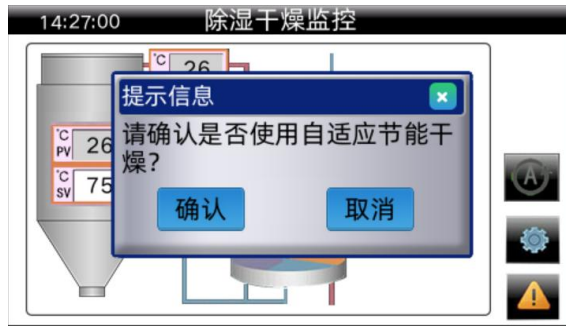 14:27:00
除湿干燥监控
℃ 26
提示信息
请确认是否使用自适应节能干
燥?
℃
PV 26
℃
SV 75
确认
取消
A